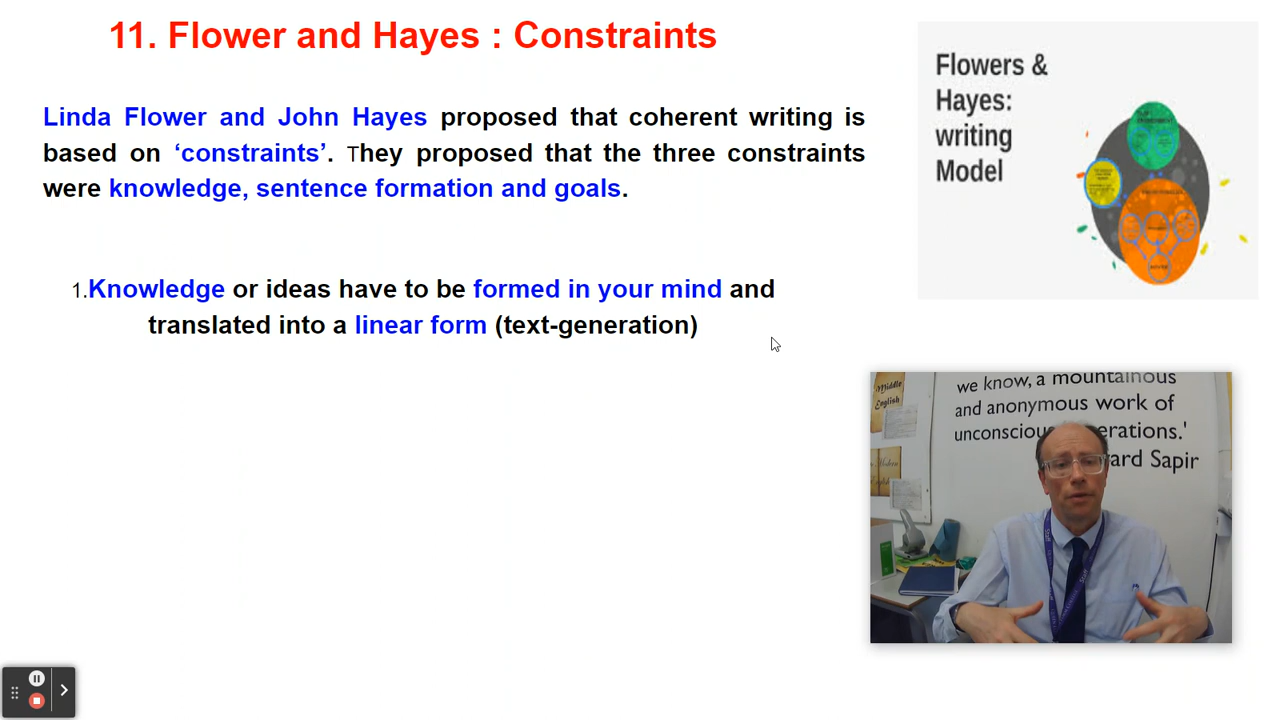 11. Flower and Hayes : Constraints
Linda Flower and John Hayes proposed that coherent writing is
based on ‘constraints’. They proposed that the three constraints
were knowledge, sentence formation and goals.
1.Knowledge or ideas have to be formed in your mind and
translated into a linear form (text-generation)
Flowers &
Hayes:
writing
Model
Middle
English
we know, a mountainous
and anonymous work of
unconscious
erations.'
ard Sapir